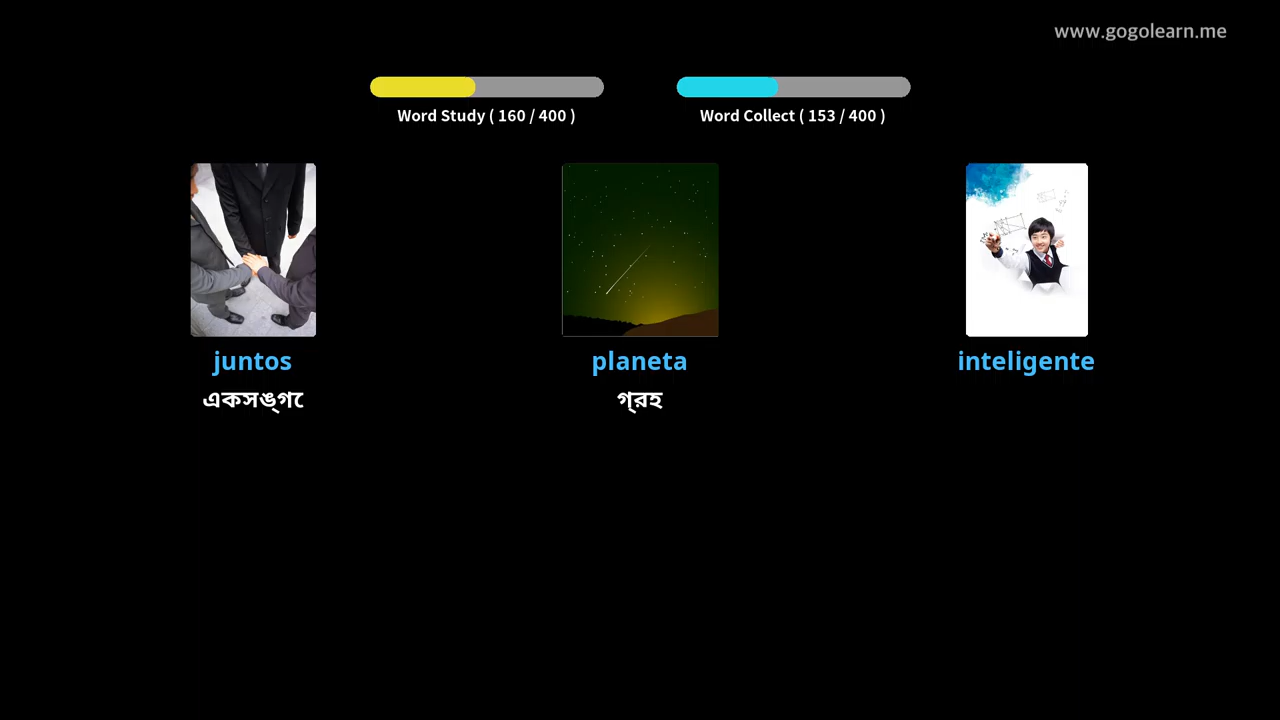 www.gogolearn.me
Word Study ( 160 / 400 )
Word Collect ( 153 / 400 )
juntos
planeta
inteligente
একসঙ্গে
গ্রহ